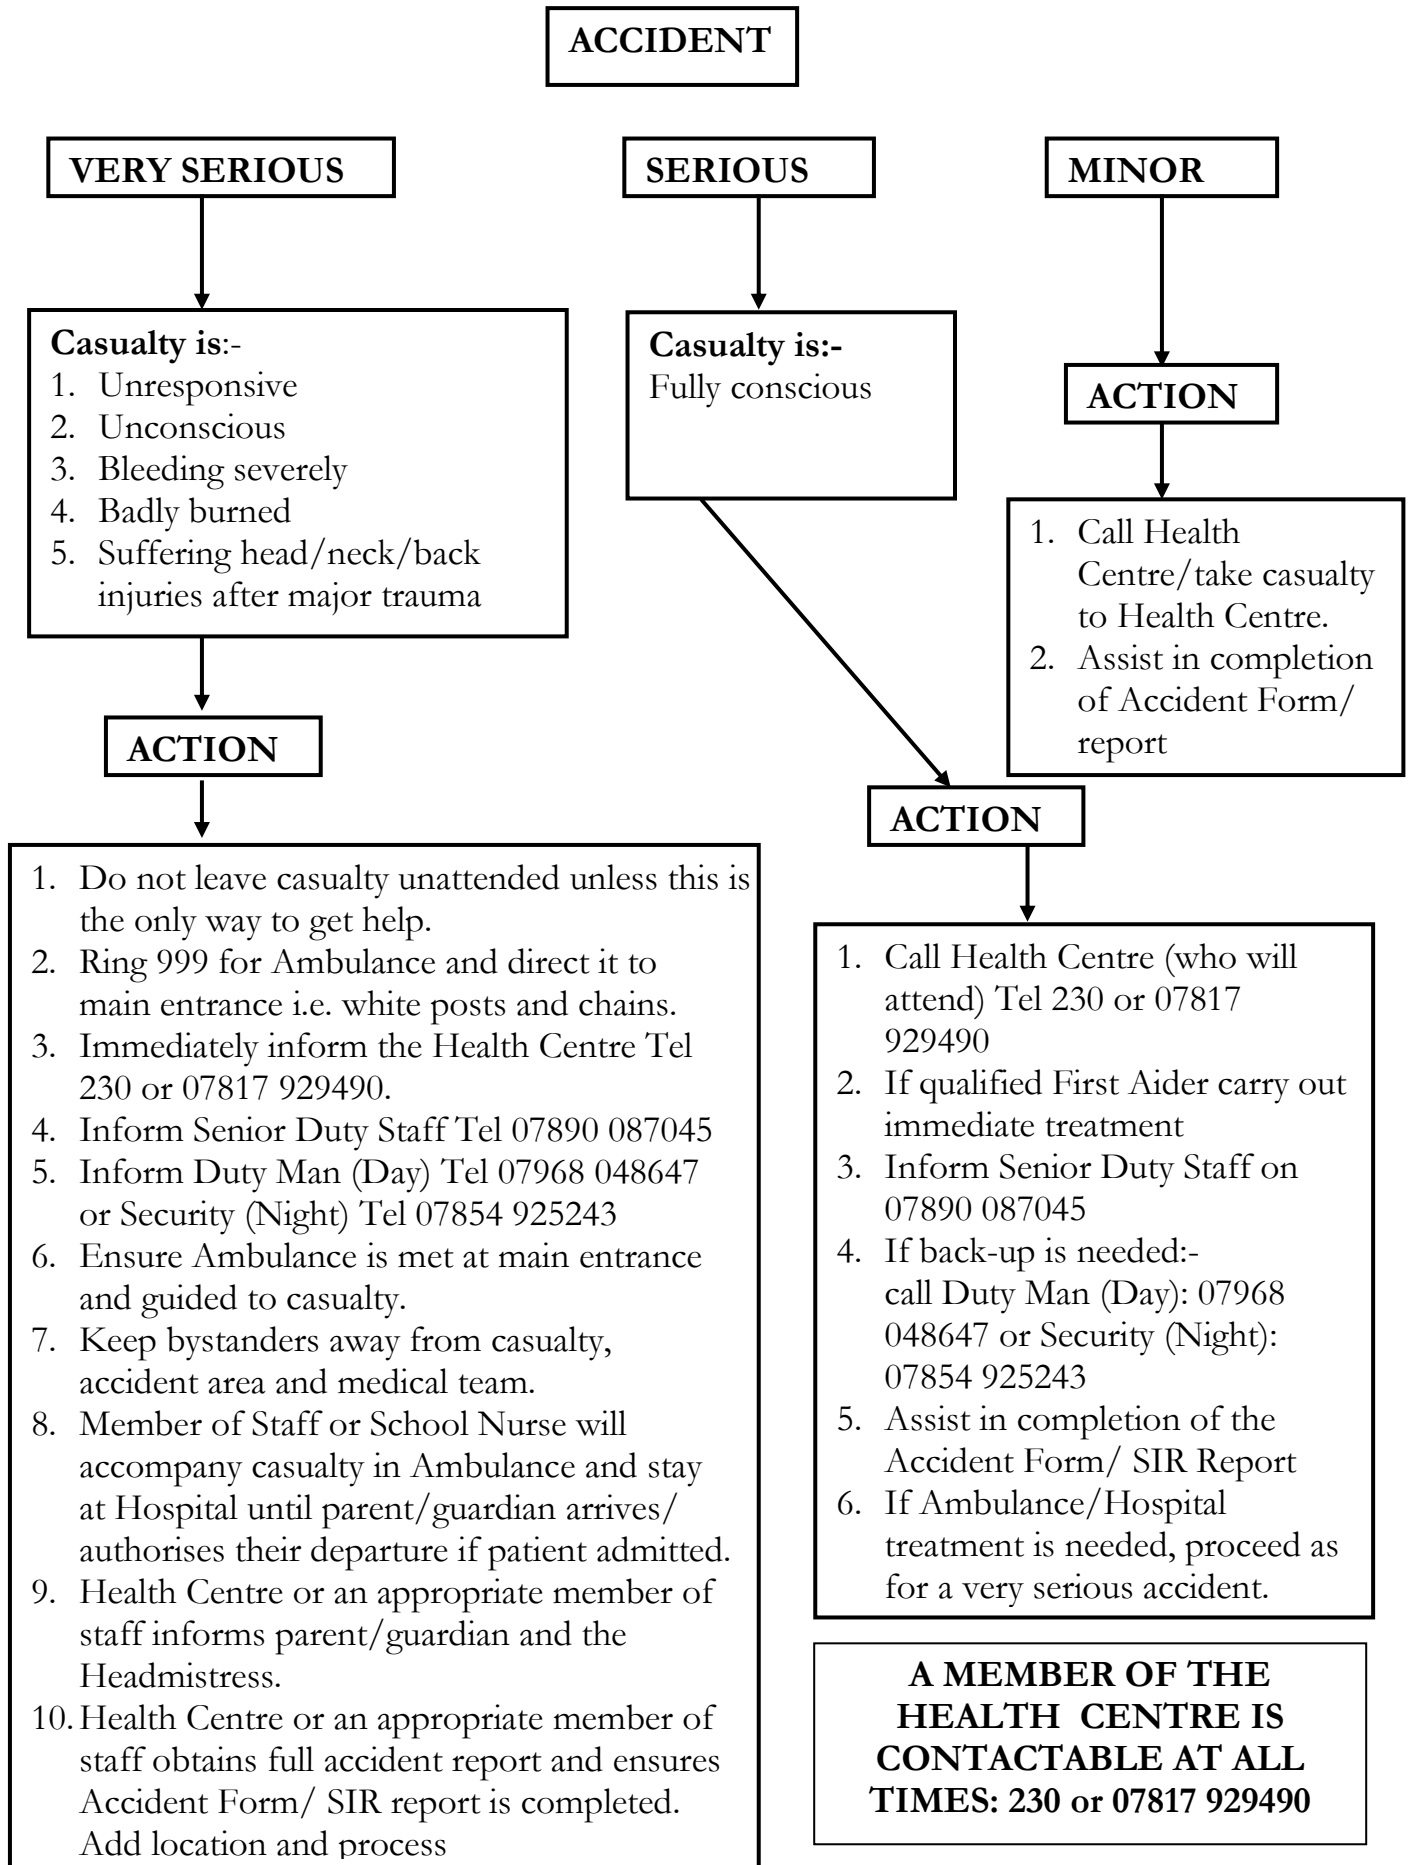 ACCIDENT
VERY SERIOUS
SERIOUS
MINOR
Casualty is:-
1. Unresponsive
2. Unconscious
3. Bleeding severely
4. Badly burned
5. Suffering head/neck/back
injuries after major trauma
Casualty is:-
Fully conscious
ACTION
1. Call Health
Centre/take casualty
to Health Centre.
2. Assist in completion
of Accident Form/
report
ACTION
1. Do not leave casualty unattended unless this is
the only way to get help.
2. Ring 999 for Ambulance and direct it to
main entrance i.e. white posts and chains.
3. Immediately inform the Health Centre Tel
230 or 07817 929490.
4. Inform Senior Duty Staff Tel 07890 087045
5. Inform Duty Man (Day) Tel 07968 048647
or Security (Night) Tel 07854 925243
6. Ensure Ambulance is met at main entrance
and guided to casualty.
7. Keep bystanders away from casualty,
accident area and medical team.
8. Member of Staff or School Nurse will
accompany casualty in Ambulance and stay
at Hospital until parent/guardian arrives/
authorises their departure if patient admitted.
9. Health Centre or an appropriate member of
staff informs parent/guardian and the
Headmistress.
10. Health Centre or an appropriate member of
staff obtains full accident report and ensures
Accident Form/ SIR report is completed.
Add location and process
ACTION
1. Call Health Centre (who will
attend) Tel 230 or 07817
929490
2. If qualified First Aider carry out
immediate treatment
3. Inform Senior Duty Staff on
07890 087045
4. If back-up is needed:-
call Duty Man (Day): 07968
048647 or Security (Night):
07854 925243
5. Assist in completion of the
Accident Form/ SIR Report
6. If Ambulance/Hospital
treatment is needed, proceed as
for a very serious accident.
A MEMBER OF THE
HEALTH CENTRE IS
CONTACTABLE AT ALL
TIMES: 230 or 07817 929490